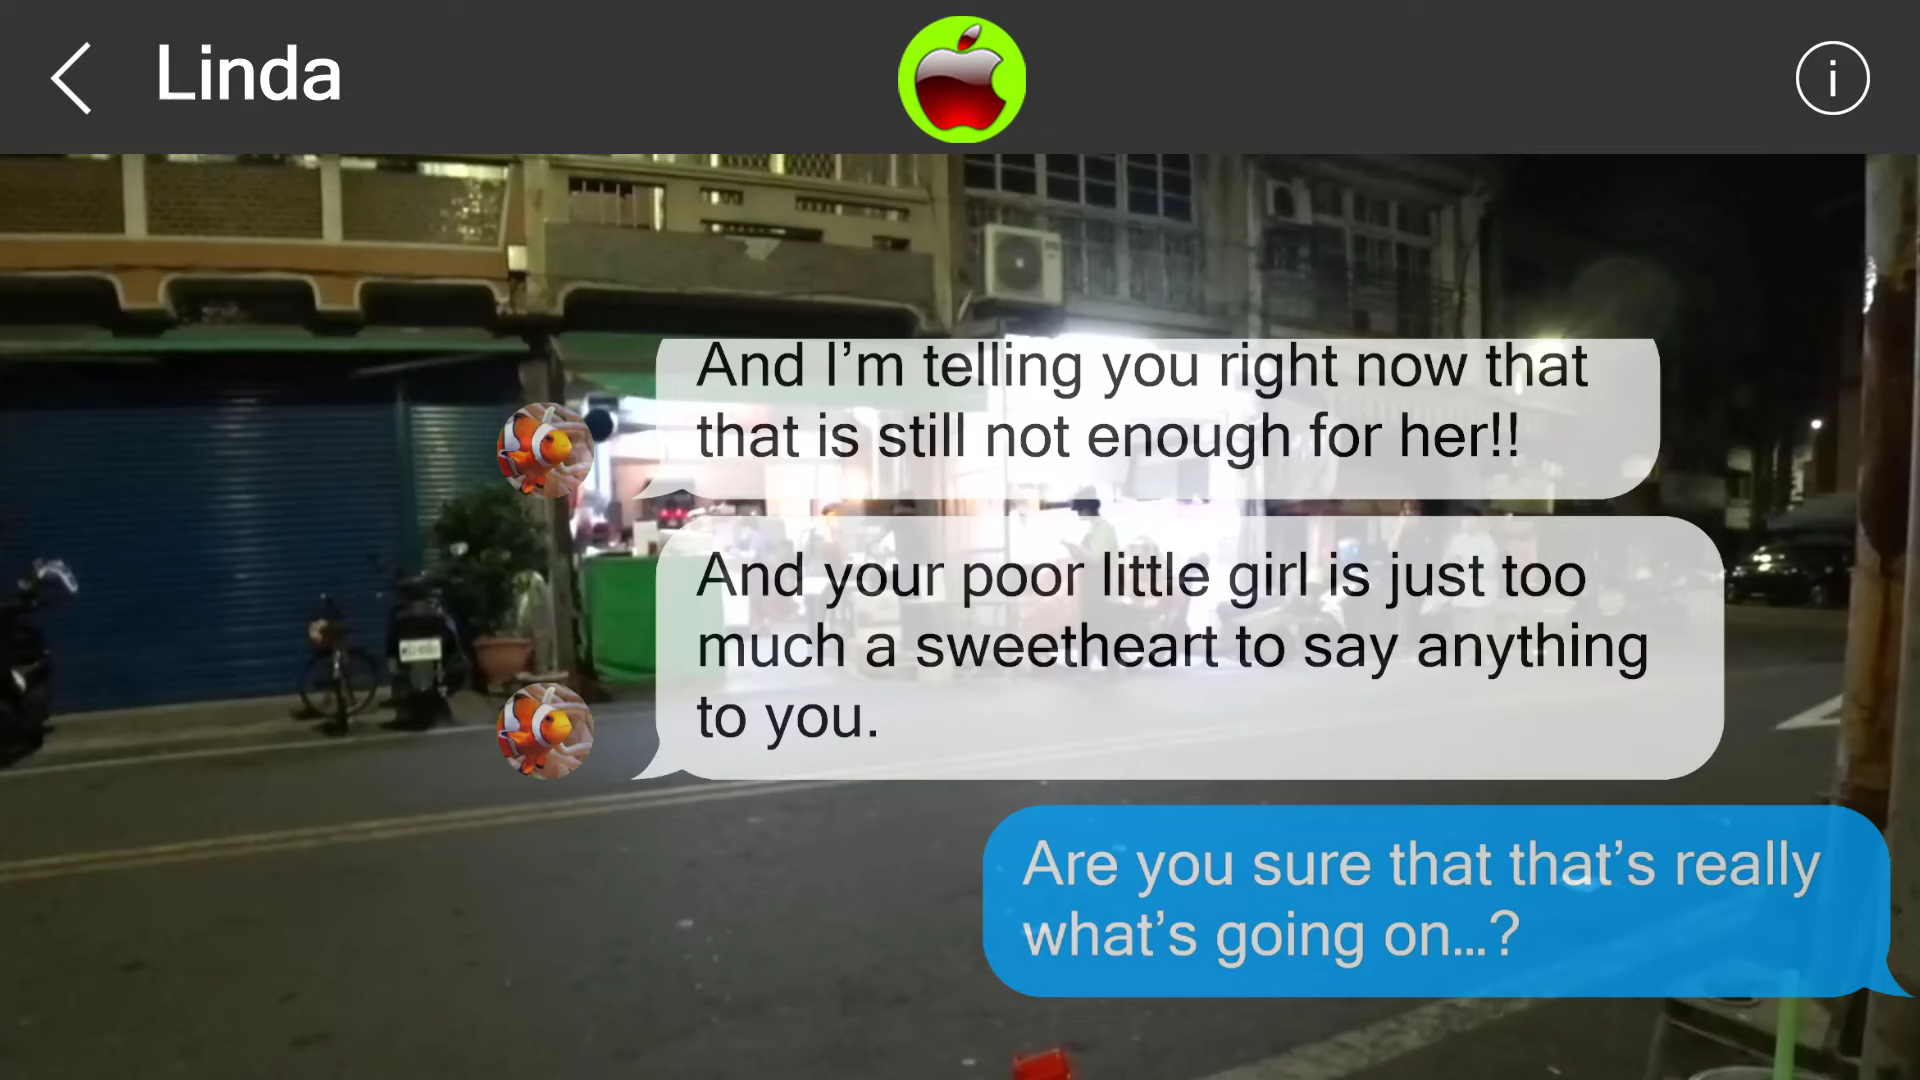 Linda
i
And I’m telling you right now that
that is still not enough for her!!
And your poor little girl is just too
much a sweetheart to say anything
to you.
Are you sure that that’s really
what’s going on…?